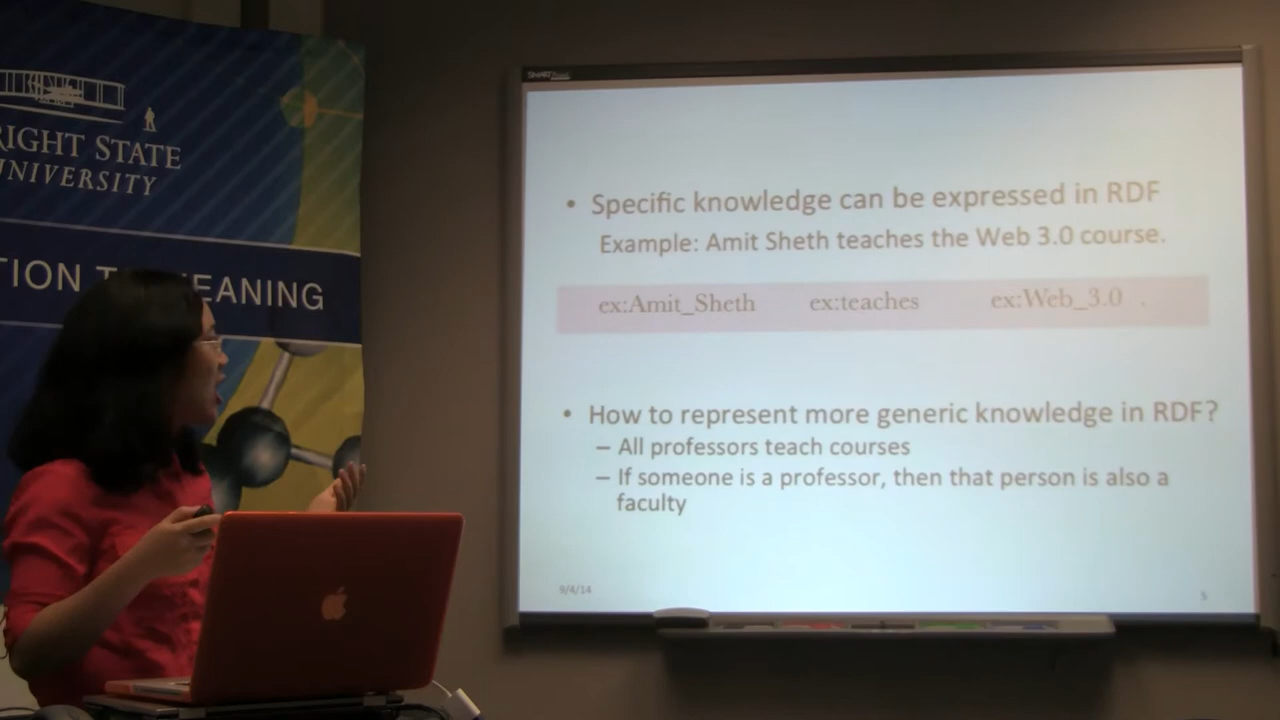 RIGHT STATE
UNIVERSITY
TION T EANING
SMART
• Specific knowledge can be expressed in RDF
Example: Amit Sheth teaches the Web 3.0 course.
ex:Amit_Sheth ex:teaches ex:Web_3.0 .
• How to represent more generic knowledge in RDF?
– All professors teach courses
– If someone is a professor, then that person is also a
faculty
9/4/14
5